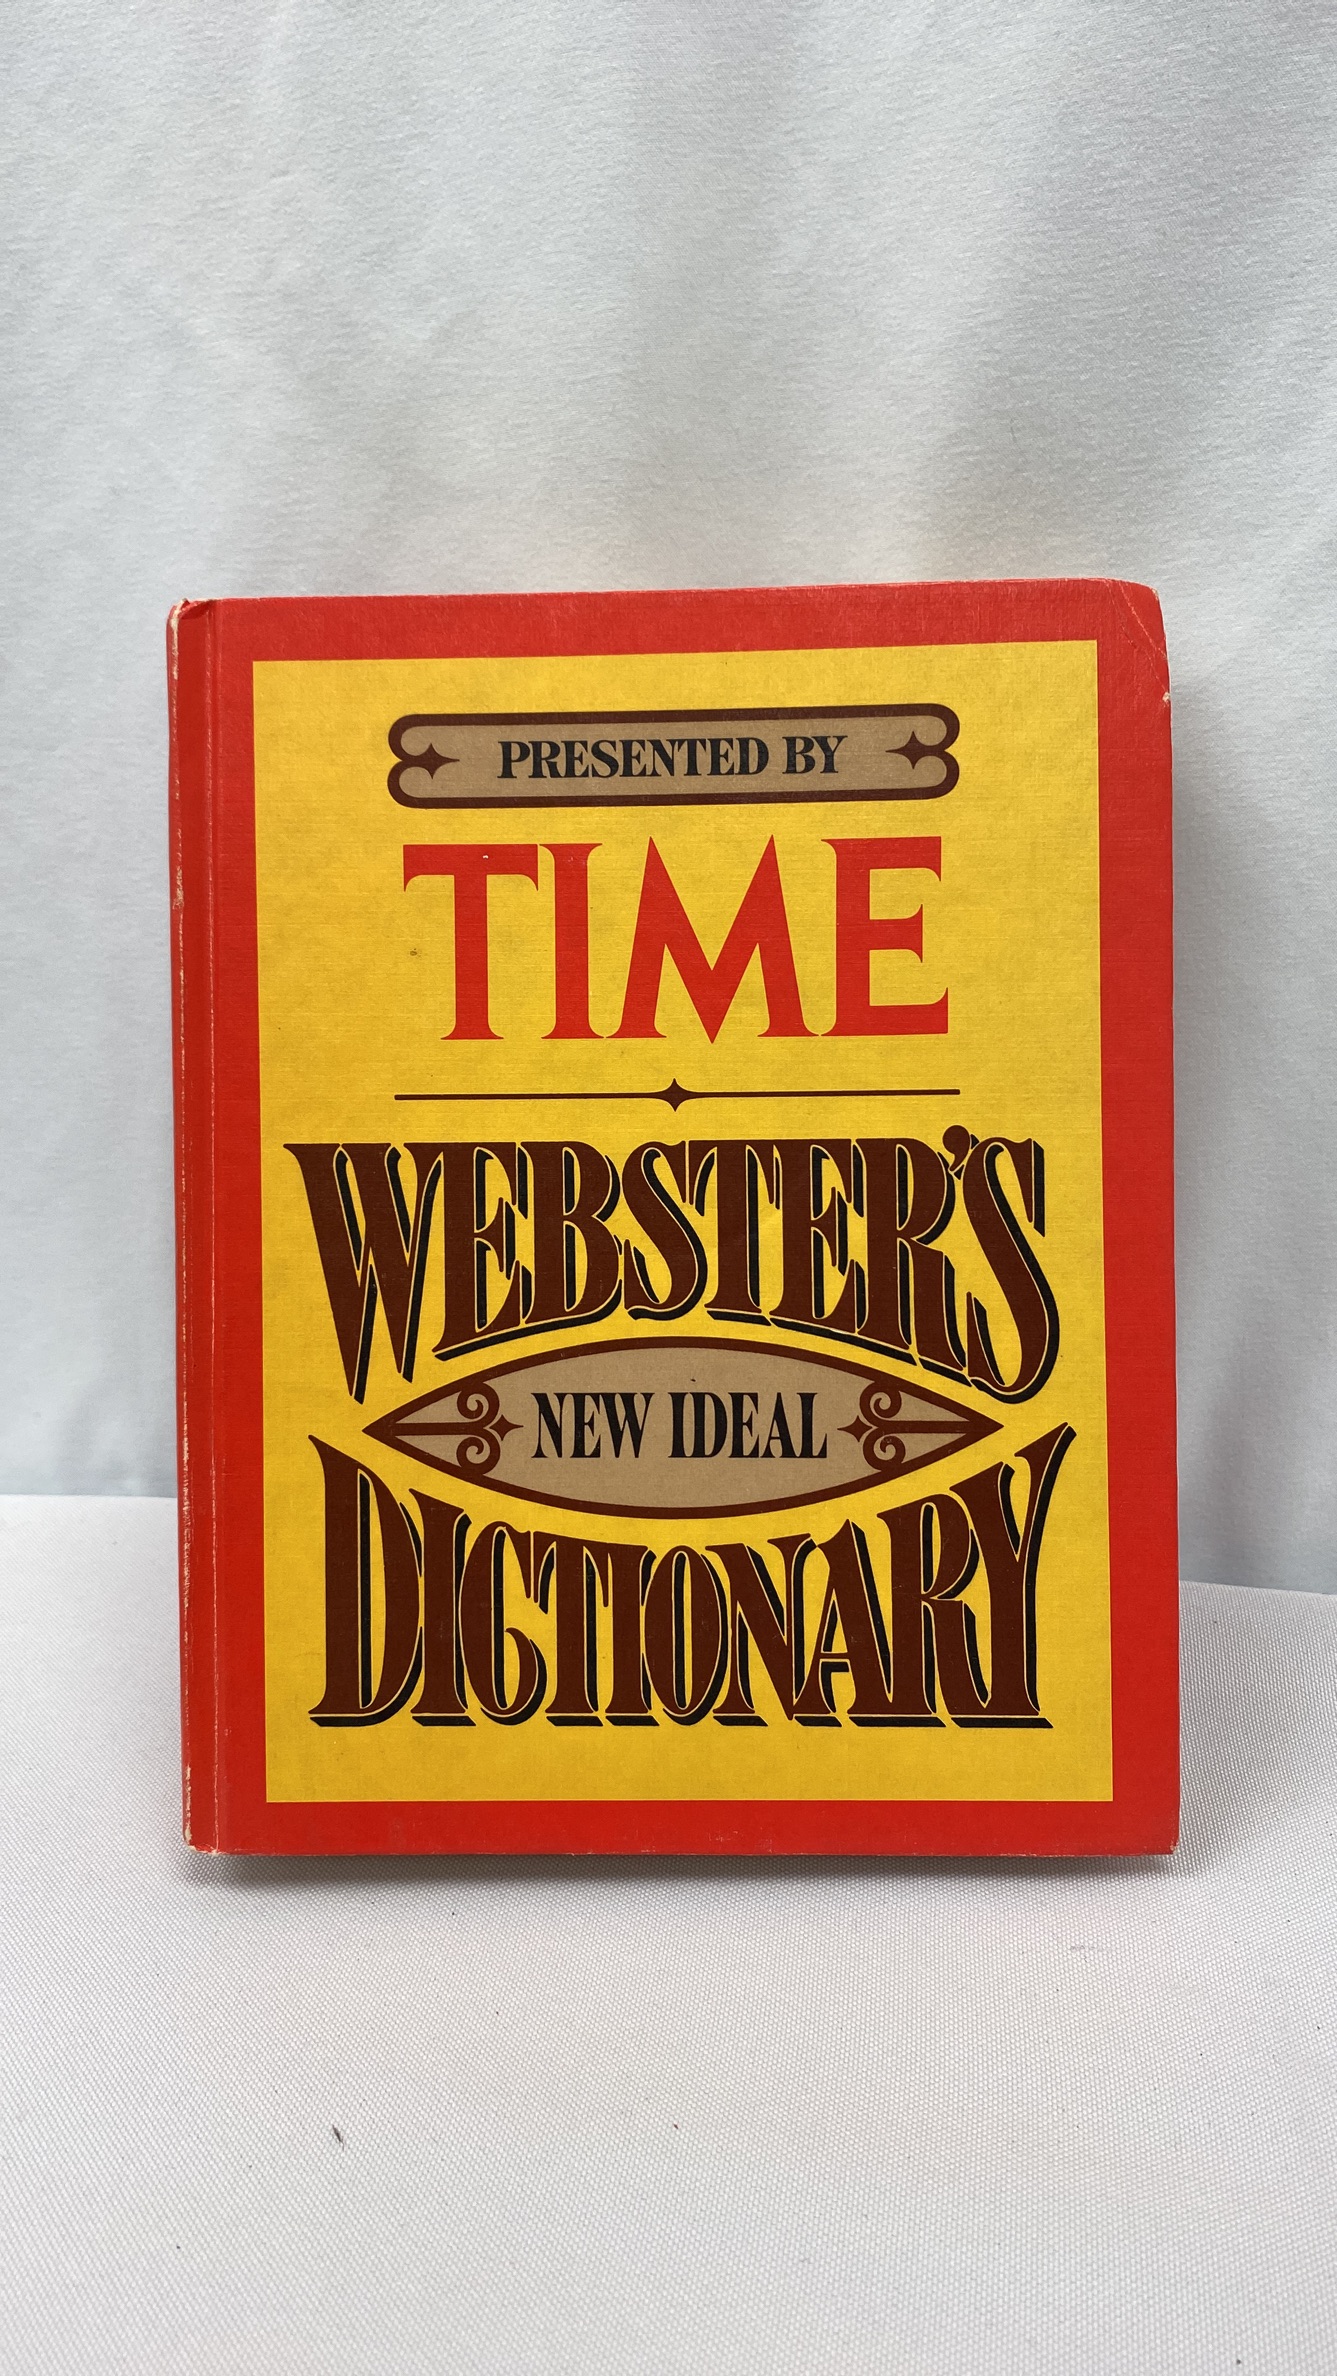 PRESENTED BY
TIME
WEBSTER'S
NEW IDEAL
DICTIONARY